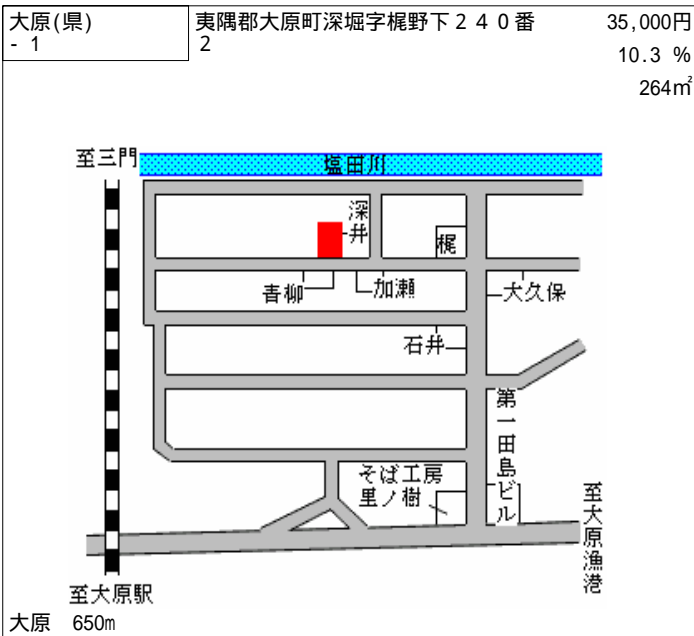 大原(県)
- 1
夷隅郡大原町深堀字梶野下240番
2
35,000円
10.3 %
264㎡
至三門
塩田川
深井
梶
青柳
加瀬
大久保
石井
第一田島ビル
そば工房
里ノ樹
至大原漁港
至大原駅
大原 650m